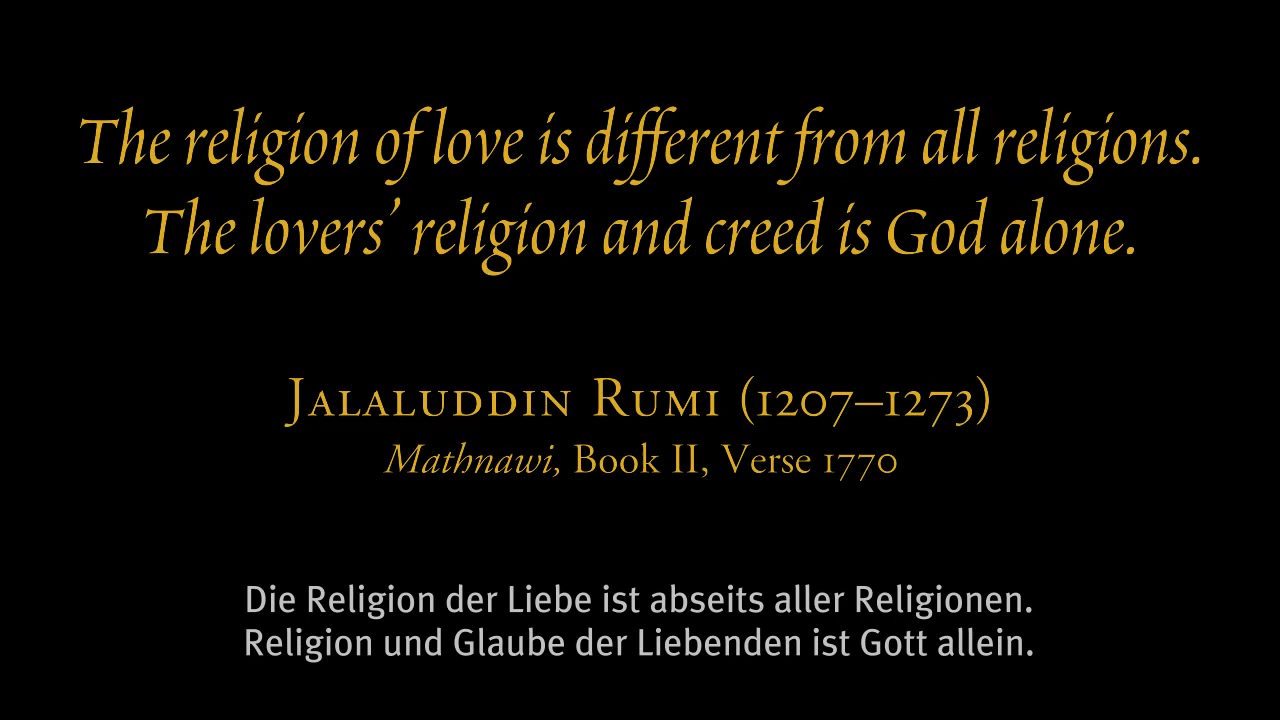 The religion of love is different from all religions.
The lovers’ religion and creed is God alone.
Jalaluddin Rumi (1207–1273)
Mathnawi, Book II, Verse 1770
Die Religion der Liebe ist abseits aller Religionen.
Religion und Glaube der Liebenden ist Gott allein.